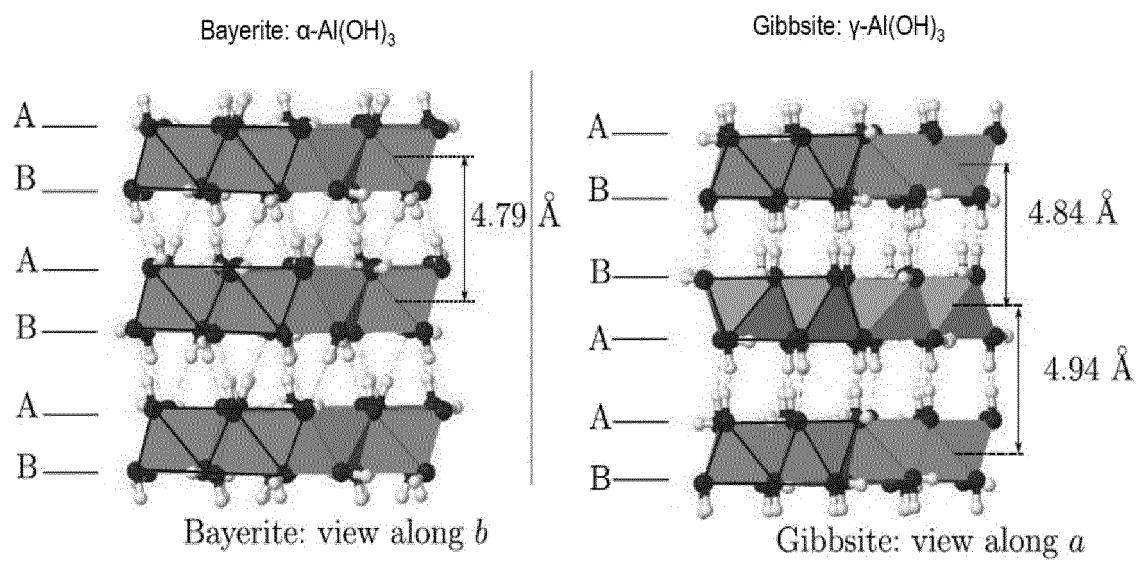 Bayerite: α-Al(OH)₃
A
B
4.79 Å
A
B
A
B
Bayerite: view along b
Gibbsite: γ-Al(OH)₃
A
B
4.84 Å
B
A
4.94 Å
A
B
Gibbsite: view along a